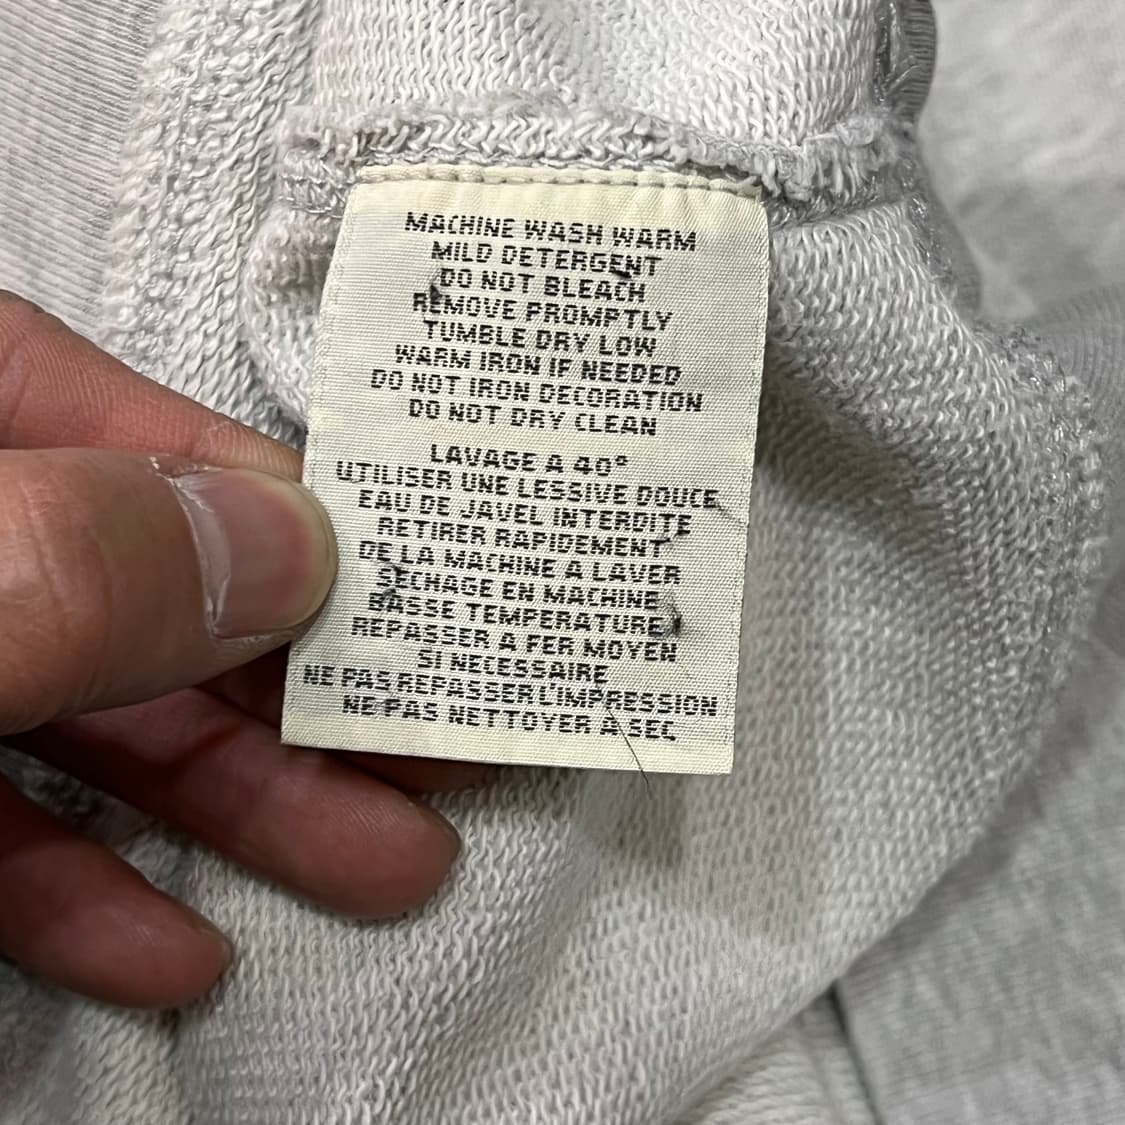 MACHINE WASH WARM
MILD DETERGENT
DO NOT BLEACH
REMOVE PROMPTLY
TUMBLE DRY LOW
WARM IRON IF NEEDED
DO NOT IRON DECORATION
DO NOT DRY CLEAN
LAVAGE A 40°
UTILISER UNE LESSIVE DOUCE
EAU DE JAVEL INTERDITE
RETIRER RAPIDEMENT
DE LA MACHINE A LAVER
SECHAGE EN MACHINE
BASSE TEMPERATURE
REPASSER A FER MOYEN
SI NECESSAIRE
NE PAS REPASSER L'IMPRESSION
NE PAS NETTOYER A SEC